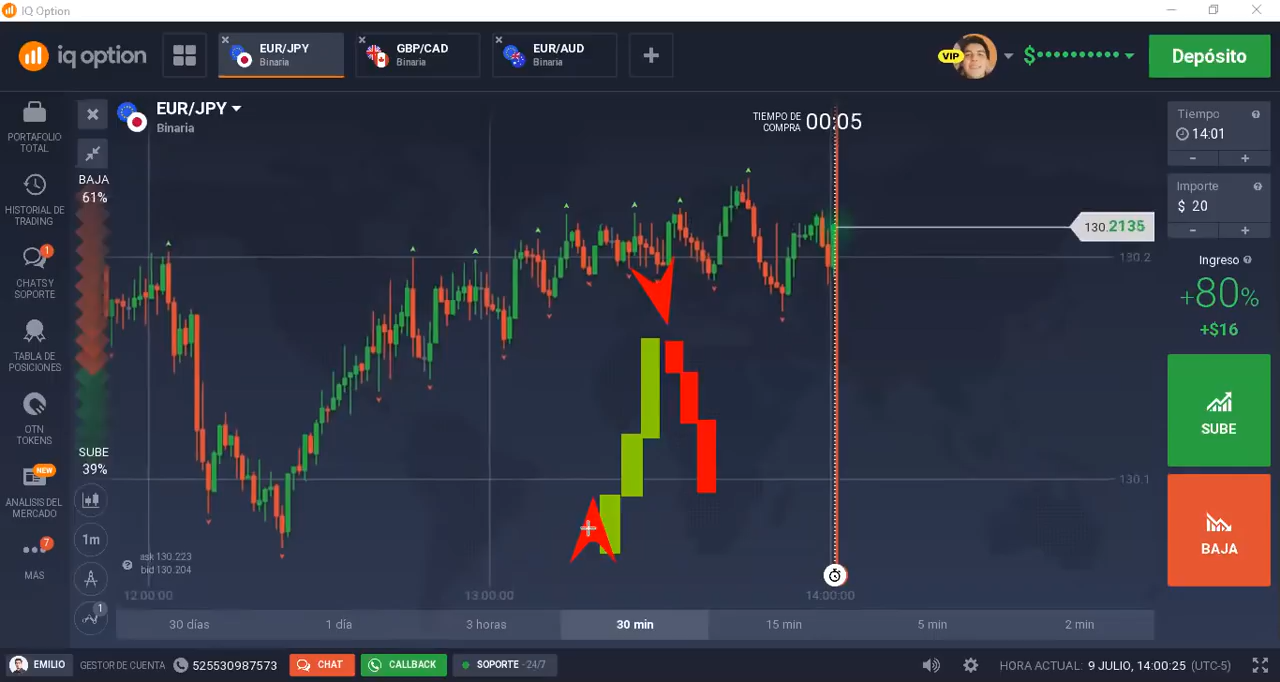 IQ Option
iq option
EUR/JPY
Binaria
GBP/CAD
Binaria
EUR/AUD
Binaria
VIP
$••••••••••
Depósito
PORTAFOLIO
TOTAL
HISTORIAL DE
TRADING
1
CHATS Y
SOPORTE
TABLA DE
POSICIONES
OTN
TOKENS
NEW
ANÁLISIS DEL
MERCADO
7
MÁS
EUR/JPY
Binaria
BAJA
61%
SUBE
39%
1m
1
TIEMPO DE
COMPRA
00:05
130.2135
130.2
130.1
ask 130.223
bid 130.204
12:00:00
13:00:00
14:00:00
30 días
1 día
3 horas
30 min
15 min
5 min
2 min
Tiempo
14:01
- +
Importe
$ 20
- +
Ingreso
+80%
+$16
SUBE
BAJA
EMILIO
GESTOR DE CUENTA
525530987573
CHAT
CALLBACK
SOPORTE - 24/7
HORA ACTUAL: 9 JULIO, 14:00:25 (UTC-5)